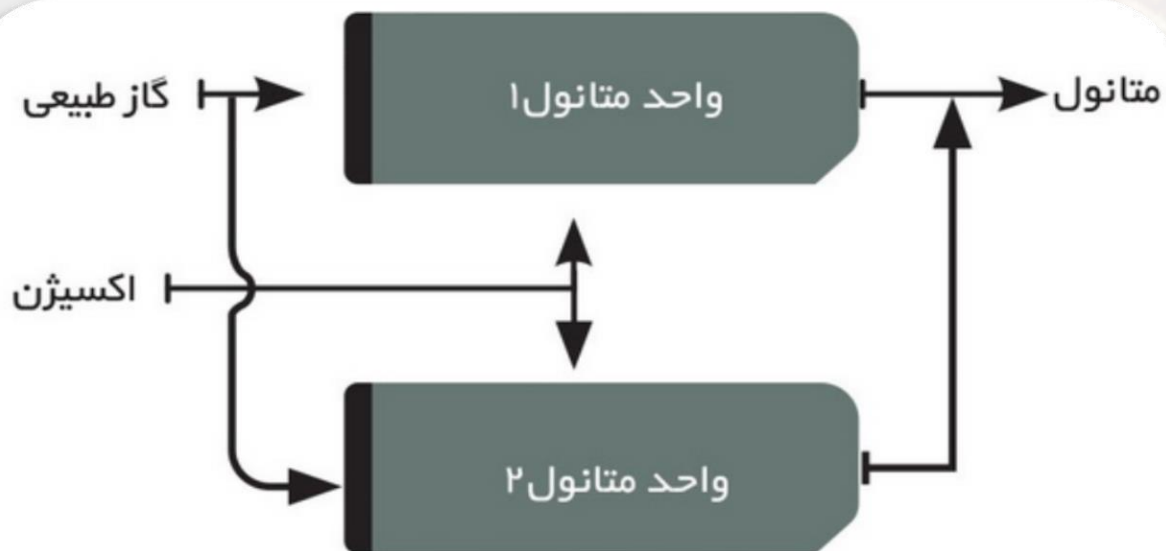 گاز طبیعی
واحد متانول۱
متانول
اکسیژن
واحد متانول۲